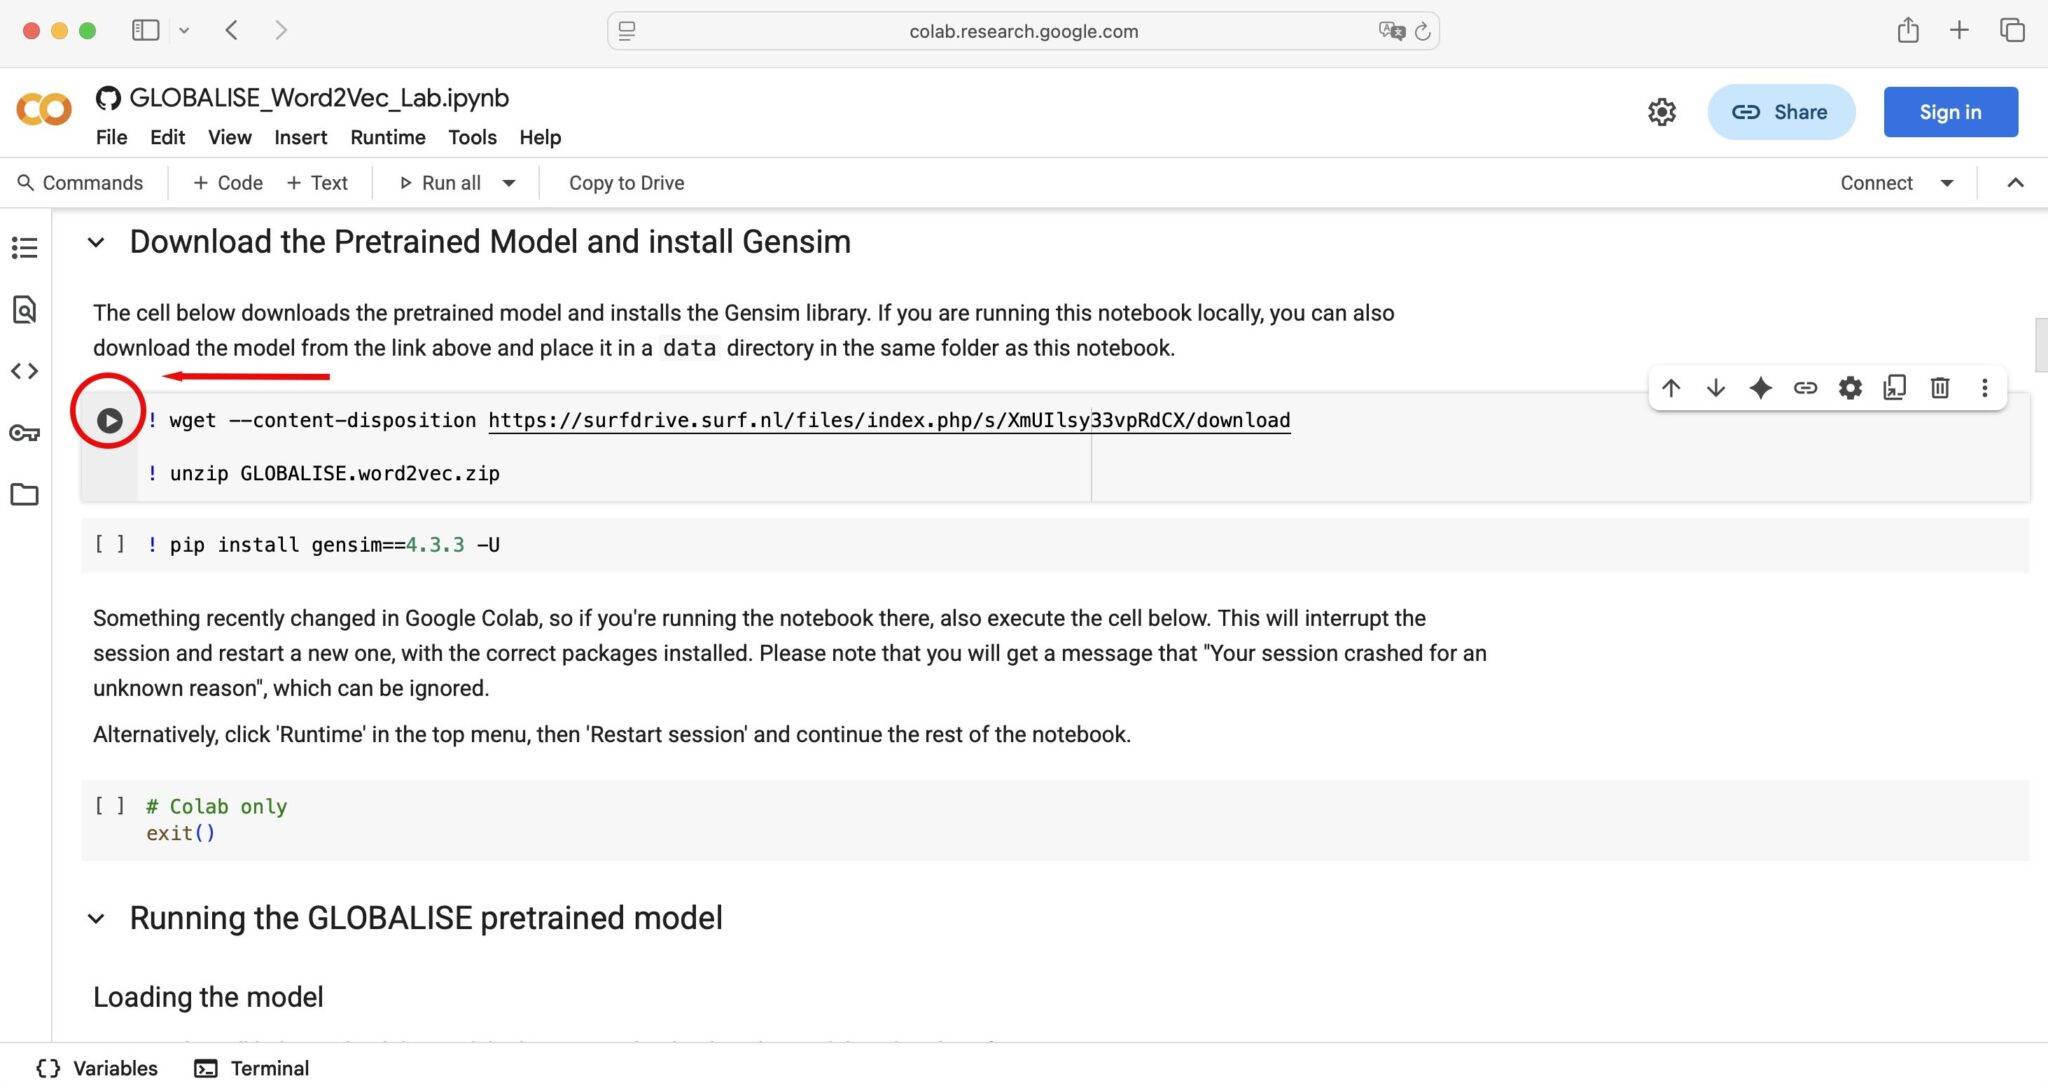 colab.research.google.com
GLOBALISE_Word2Vec_Lab.ipynb
File Edit View Insert Runtime Tools Help
Share
Sign in
Commands + Code + Text Run all Copy to Drive
Connect
Download the Pretrained Model and install Gensim
The cell below downloads the pretrained model and installs the Gensim library. If you are running this notebook locally, you can also
download the model from the link above and place it in a data directory in the same folder as this notebook.
! wget --content-disposition https://surfdrive.surf.nl/files/index.php/s/XmUIlsy33vpRdCX/download
! unzip GLOBALISE.word2vec.zip
[ ] ! pip install gensim==4.3.3 -U
Something recently changed in Google Colab, so if you're running the notebook there, also execute the cell below. This will interrupt the
session and restart a new one, with the correct packages installed. Please note that you will get a message that "Your session crashed for an
unknown reason", which can be ignored.
Alternatively, click 'Runtime' in the top menu, then 'Restart session' and continue the rest of the notebook.
[ ] # Colab only
exit()
Running the GLOBALISE pretrained model
Loading the model
{} Variables Terminal